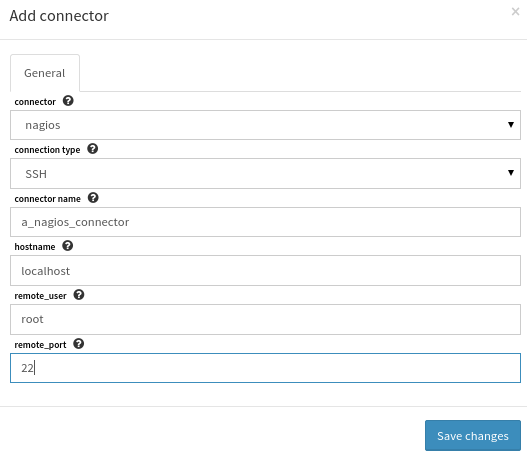 Add connector
×
General
connector ?
nagios
connection type ?
SSH
connector name ?
a_nagios_connector
hostname ?
localhost
remote_user ?
root
remote_port ?
22
Save changes